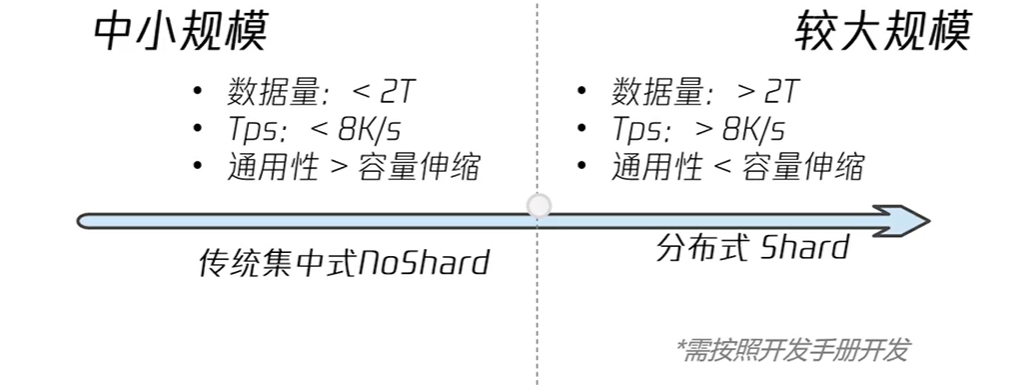 中小规模
• 数据量：< 2T
• Tps：< 8K/s
• 通用性 > 容量伸缩
传统集中式NoShard
较大规模
• 数据量：> 2T
• Tps：> 8K/s
• 通用性 < 容量伸缩
分布式 Shard
*需按照开发手册开发